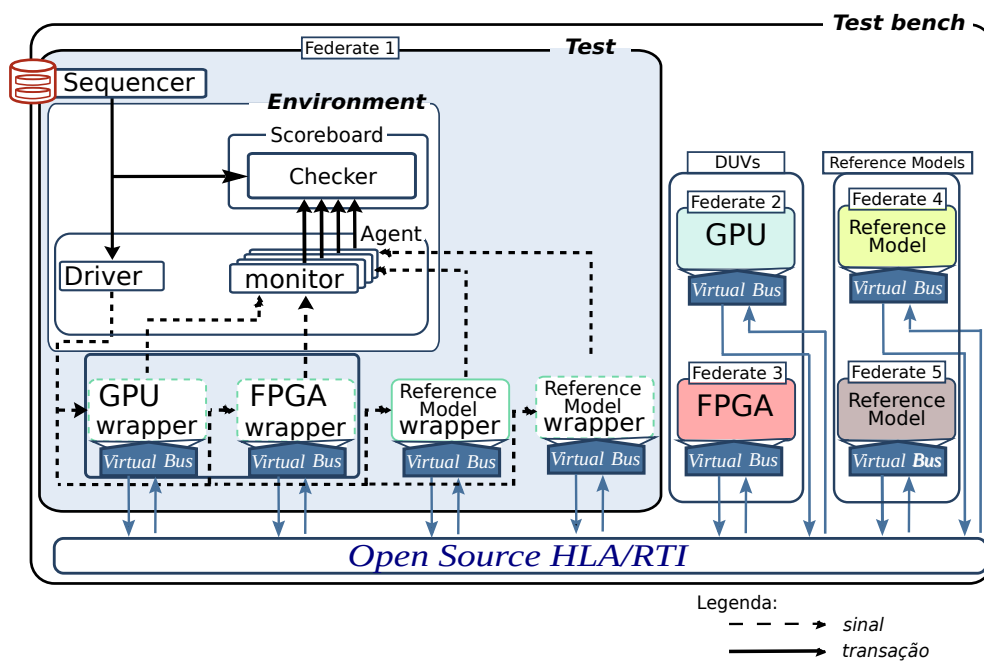 Test bench
Federate 1
Test
Sequencer
Environment
Scoreboard
Checker
Agent
Driver
monitor
GPU
wrapper
FPGA
wrapper
Reference
Model
wrapper
Reference
Model
wrapper
Virtual Bus
Virtual Bus
Virtual Bus
Virtual Bus
DUVs
Federate 2
GPU
Virtual Bus
Federate 3
FPGA
Virtual Bus
Reference Models
Federate 4
Reference
Model
Virtual Bus
Federate 5
Reference
Model
Virtual Bus
Open Source HLA/RTI
Legenda:
sinal
transação